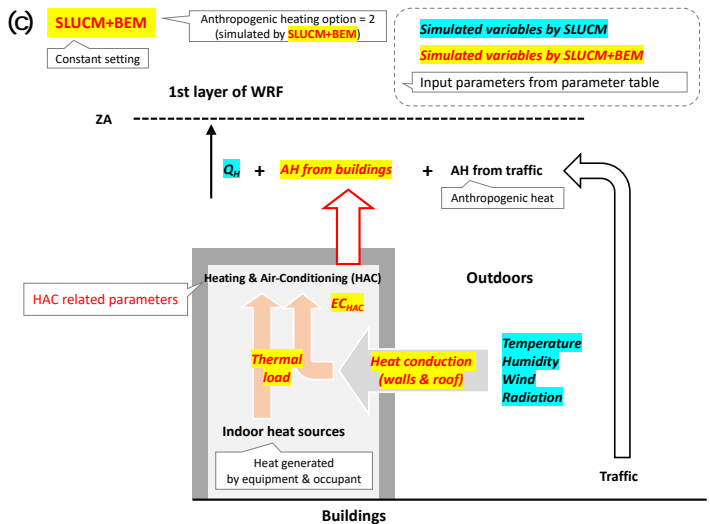 (c)
SLUCM+BEM
Constant setting
Anthropogenic heating option = 2
(simulated by SLUCM+BEM)
Simulated variables by SLUCM
Simulated variables by SLUCM+BEM
Input parameters from parameter table
1st layer of WRF
ZA
QH + AH from buildings + AH from traffic
Anthropogenic heat
Heating & Air-Conditioning (HAC)
HAC related parameters
ECHAC
Outdoors
Thermal
load
Heat conduction
(walls & roof)
Temperature
Humidity
Wind
Radiation
Indoor heat sources
Heat generated
by equipment & occupant
Traffic
Buildings